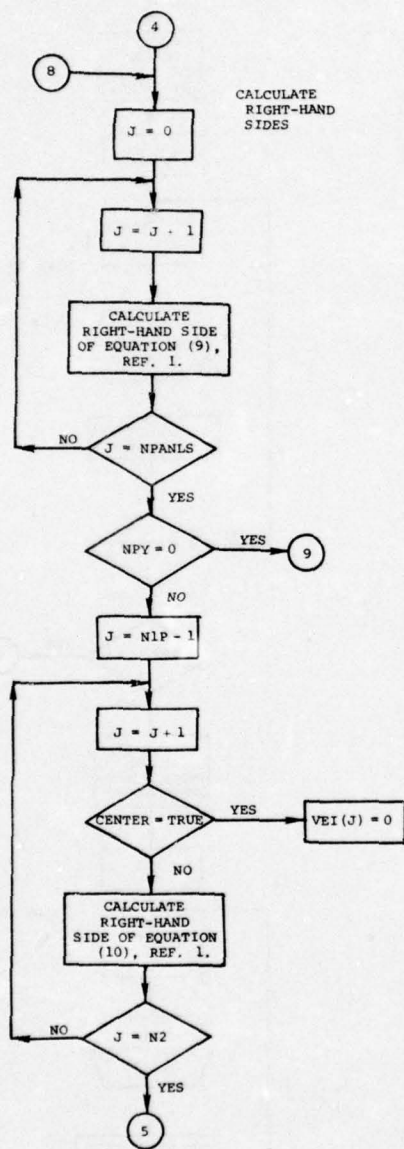 4
8
CALCULATE
RIGHT-HAND
SIDES
J = 0
J = J + 1
CALCULATE
RIGHT-HAND SIDE
OF EQUATION (9),
REF. 1.
NO
J = NPANLS
YES
NPY = 0
YES
9
NO
J = N1P - 1
J = J + 1
CENTER = TRUE
YES
VEI(J) = 0
NO
CALCULATE
RIGHT-HAND
SIDE OF EQUATION
(10), REF. 1.
NO
J = N2
YES
5